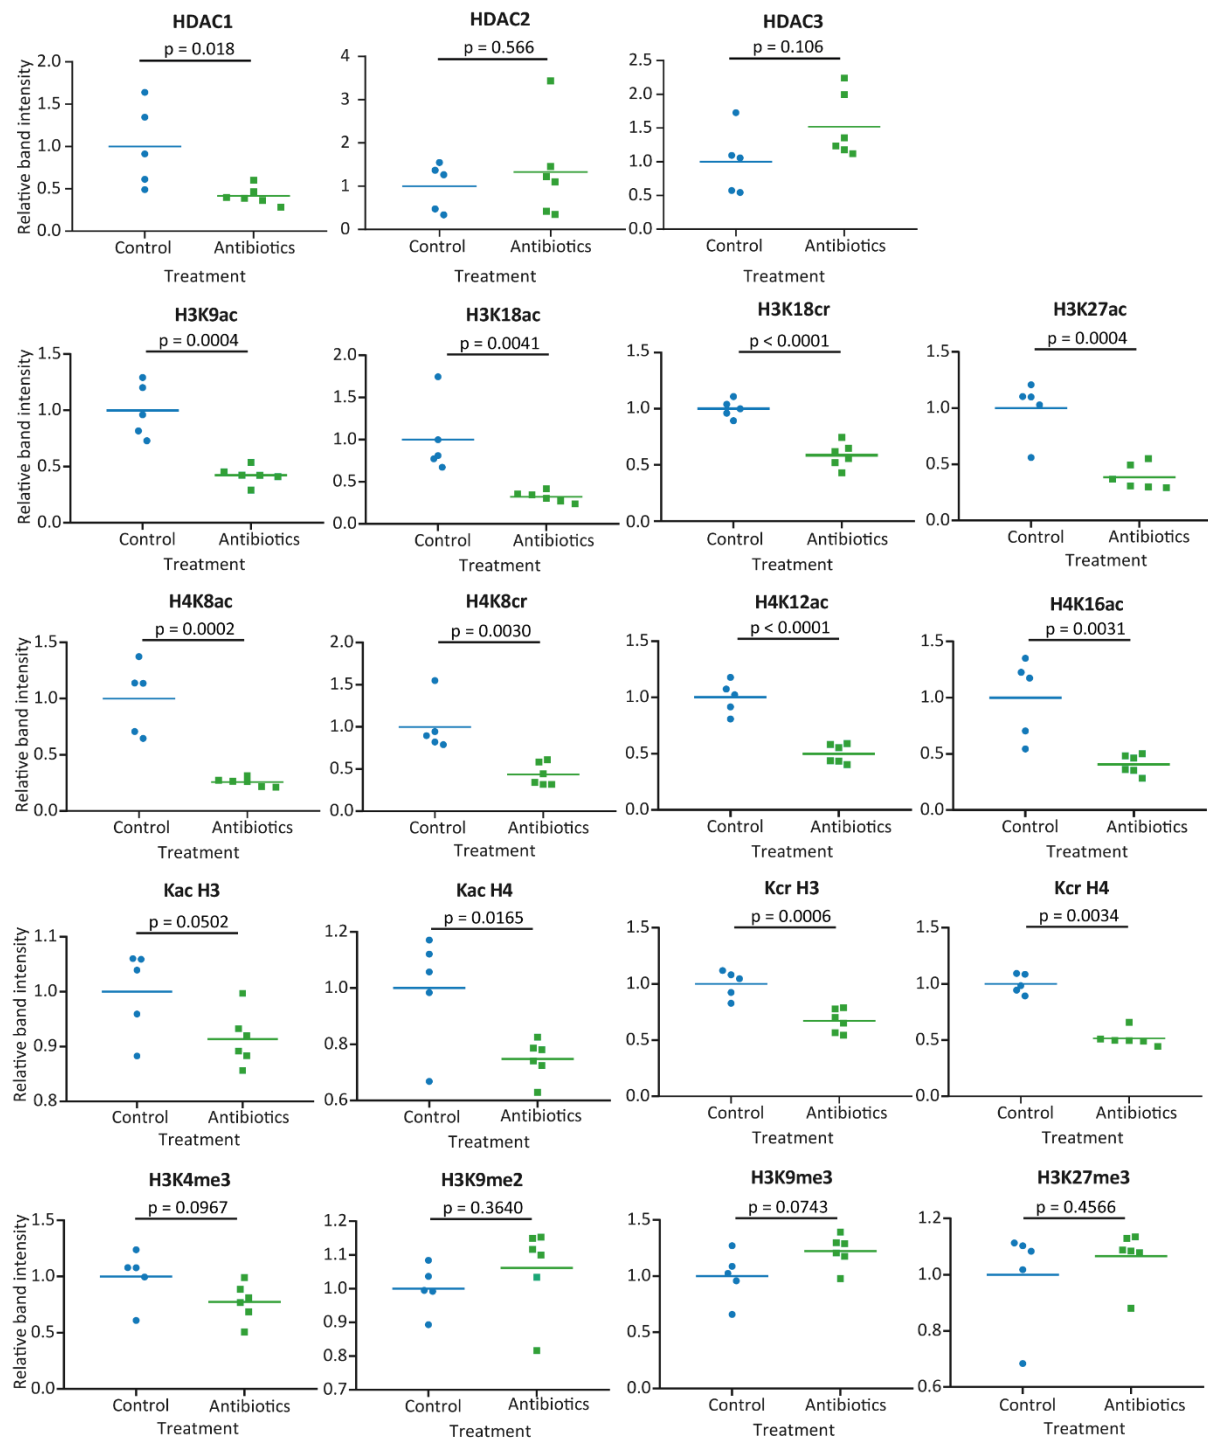 HDAC1
HDAC2
HDAC3
p = 0.018
p = 0.566
p = 0.106
Relative band intensity
2.0
1.5
1.0
0.5
0.0
4
3
2
1
0
2.5
2.0
1.5
1.0
0.5
0.0
Control
Antibiotics
Control
Antibiotics
Control
Antibiotics
Treatment
Treatment
Treatment
H3K9ac
H3K18ac
H3K18cr
H3K27ac
p = 0.0004
p = 0.0041
p < 0.0001
p = 0.0004
Relative band intensity
1.5
1.0
0.5
0.0
2.0
1.5
1.0
0.5
0.0
1.5
1.0
0.5
0.0
1.5
1.0
0.5
0.0
Control
Antibiotics
Control
Antibiotics
Control
Antibiotics
Control
Antibiotics
Treatment
Treatment
Treatment
Treatment
H4K8ac
H4K8cr
H4K12ac
H4K16ac
p = 0.0002
p = 0.0030
p < 0.0001
p = 0.0031
Relative band intensity
1.5
1.0
0.5
0.0
2.0
1.5
1.0
0.5
0.0
1.5
1.0
0.5
0.0
1.5
1.0
0.5
0.0
Control
Antibiotics
Control
Antibiotics
Control
Antibiotics
Control
Antibiotics
Treatment
Treatment
Treatment
Treatment
Kac H3
Kac H4
Kcr H3
Kcr H4
p = 0.0502
p = 0.0165
p = 0.0006
p = 0.0034
Relative band intensity
1.1
1.0
0.9
0.8
1.2
1.0
0.8
0.6
1.5
1.0
0.5
0.0
1.5
1.0
0.5
0.0
Control
Antibiotics
Control
Antibiotics
Control
Antibiotics
Control
Antibiotics
Treatment
Treatment
Treatment
Treatment
H3K4me3
H3K9me2
H3K9me3
H3K27me3
p = 0.0967
p = 0.3640
p = 0.0743
p = 0.4566
Relative band intensity
1.5
1.0
0.5
0.0
1.2
1.1
1.0
0.9
0.8
0.7
1.5
1.0
0.5
0.0
1.2
1.0
0.8
0.6
Control
Antibiotics
Control
Antibiotics
Control
Antibiotics
Control
Antibiotics
Treatment
Treatment
Treatment
Treatment